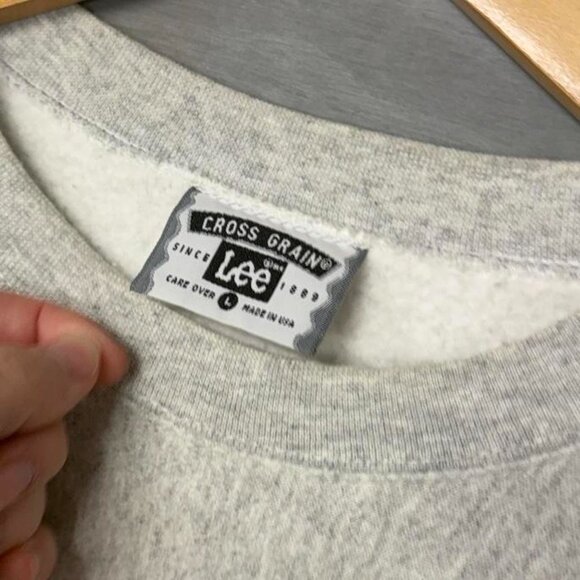 CROSS GRAIN®
SINCE Lee 1889
CARE OVER L MADE IN USA